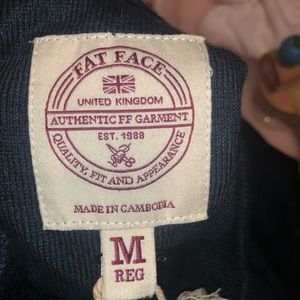 FAT FACE
UNITED KINGDOM
AUTHENTIC FF GARMENT
EST. 1988
QUALITY, FIT AND APPEARANCE
MADE IN CAMBODIA
M
REG